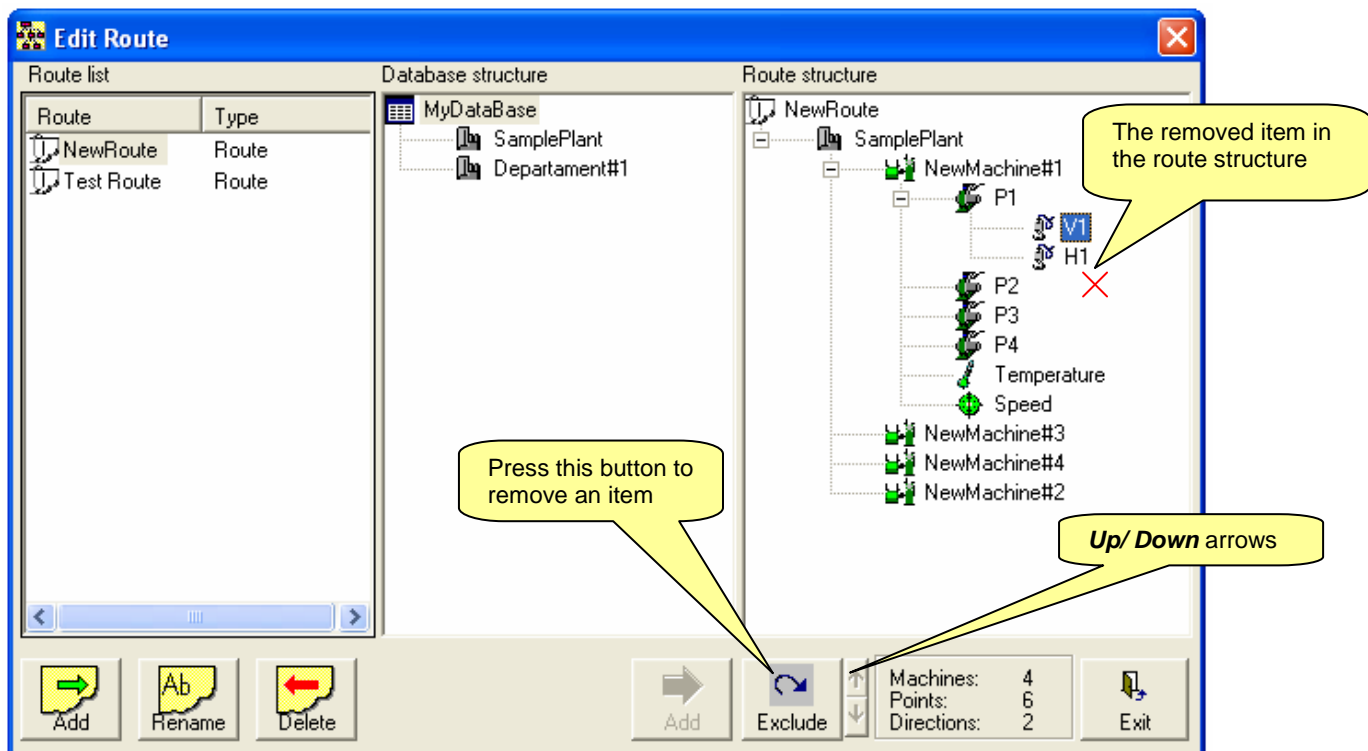 Edit Route
Route list
Database structure
Route structure
Route Type
NewRoute Route
Test Route Route
MyDataBase
SamplePlant
Departament#1
NewRoute
SamplePlant
NewMachine#1
P1
V1
H1
P2
P3
P4
Temperature
Speed
NewMachine#3
NewMachine#4
NewMachine#2
The removed item in
the route structure
Press this button to
remove an item
Up/ Down arrows
Add
Ab
Rename
Delete
Add
Exclude
Machines: 4
Points: 6
Directions: 2
Exit